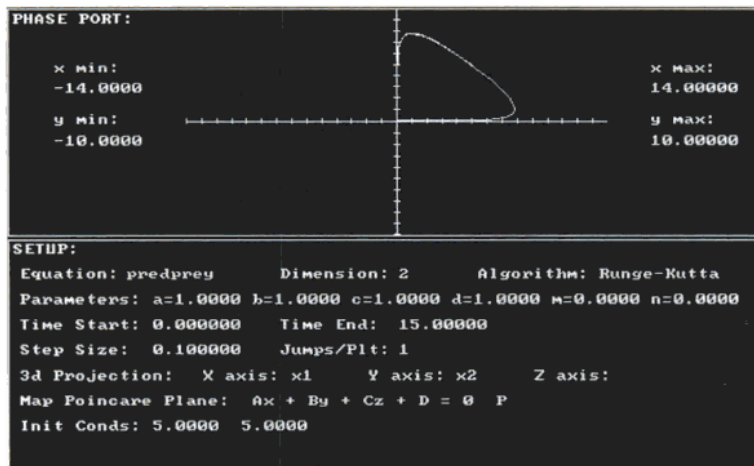 PHASE PORT:
x min:
-14.0000
x max:
14.00000
y min:
-10.0000
y max:
10.00000
SETUP:
Equation: predprey Dimension: 2 Algorithm: Runge-Kutta
Parameters: a=1.0000 b=1.0000 c=1.0000 d=1.0000 m=0.0000 n=0.0000
Time Start: 0.000000 Time End: 15.00000
Step Size: 0.100000 Jumps/Plt: 1
3d Projection: X axis: x1 Y axis: x2 Z axis:
Map Poincare Plane: Ax + By + Cz + D = 0 P
Init Conds: 5.0000 5.0000